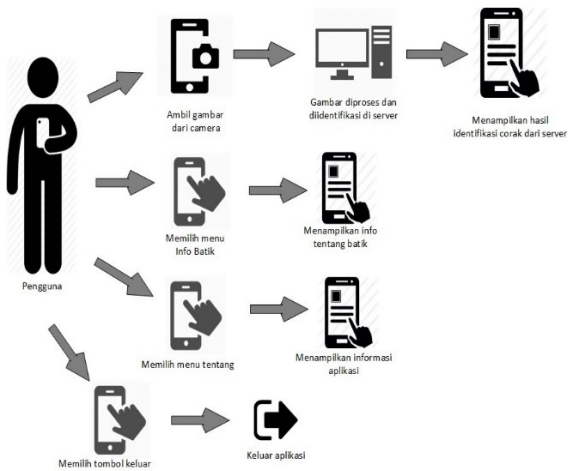 Ambil gambar
dari camera
Gambar diproses dan
diidentifikasi di server
Menampilkan hasil
identifikasi corak dari server
Pengguna
Memilih menu
Info Batik
Menampilkan info
tentang batik
Memilih menu tentang
Menampilkan informasi
aplikasi
Memilih tombol keluar
Keluar aplikasi